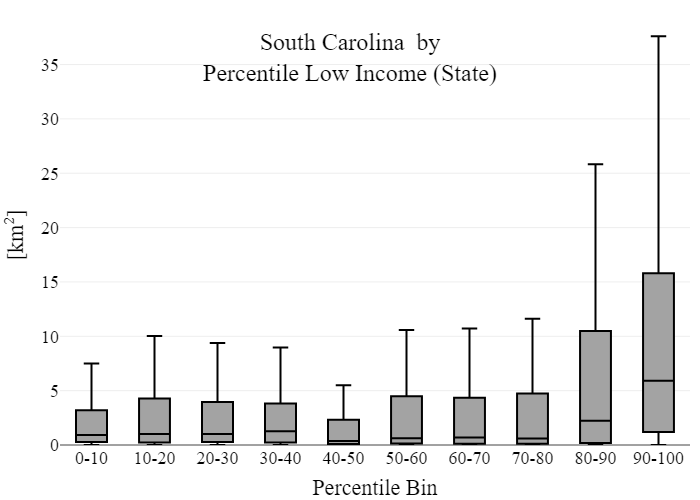 South Carolina  by
Percentile Low Income (State)
35
30
25
20
15
10
5
0
[km²]
0-10 10-20 20-30 30-40 40-50 50-60 60-70 70-80 80-90 90-100
Percentile Bin